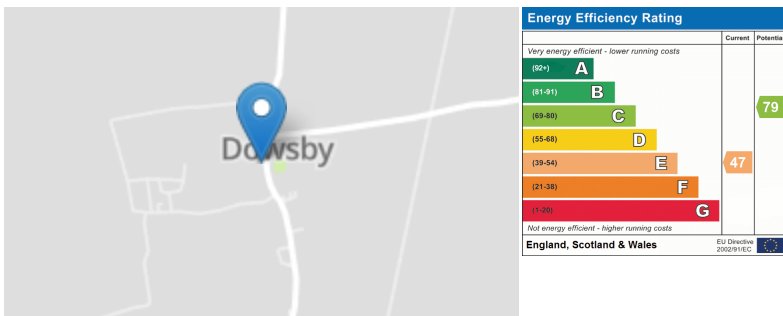 Dowsby
Energy Efficiency Rating
Current
Potentia
Very energy efficient - lower running costs
(92+) A
(81-91) B
(69-80) C
(55-68) D
(39-54) E
(21-38) F
(1-20) G
47
79
Not energy efficient - higher running costs
England, Scotland & Wales
EU Directive
2002/91/EC